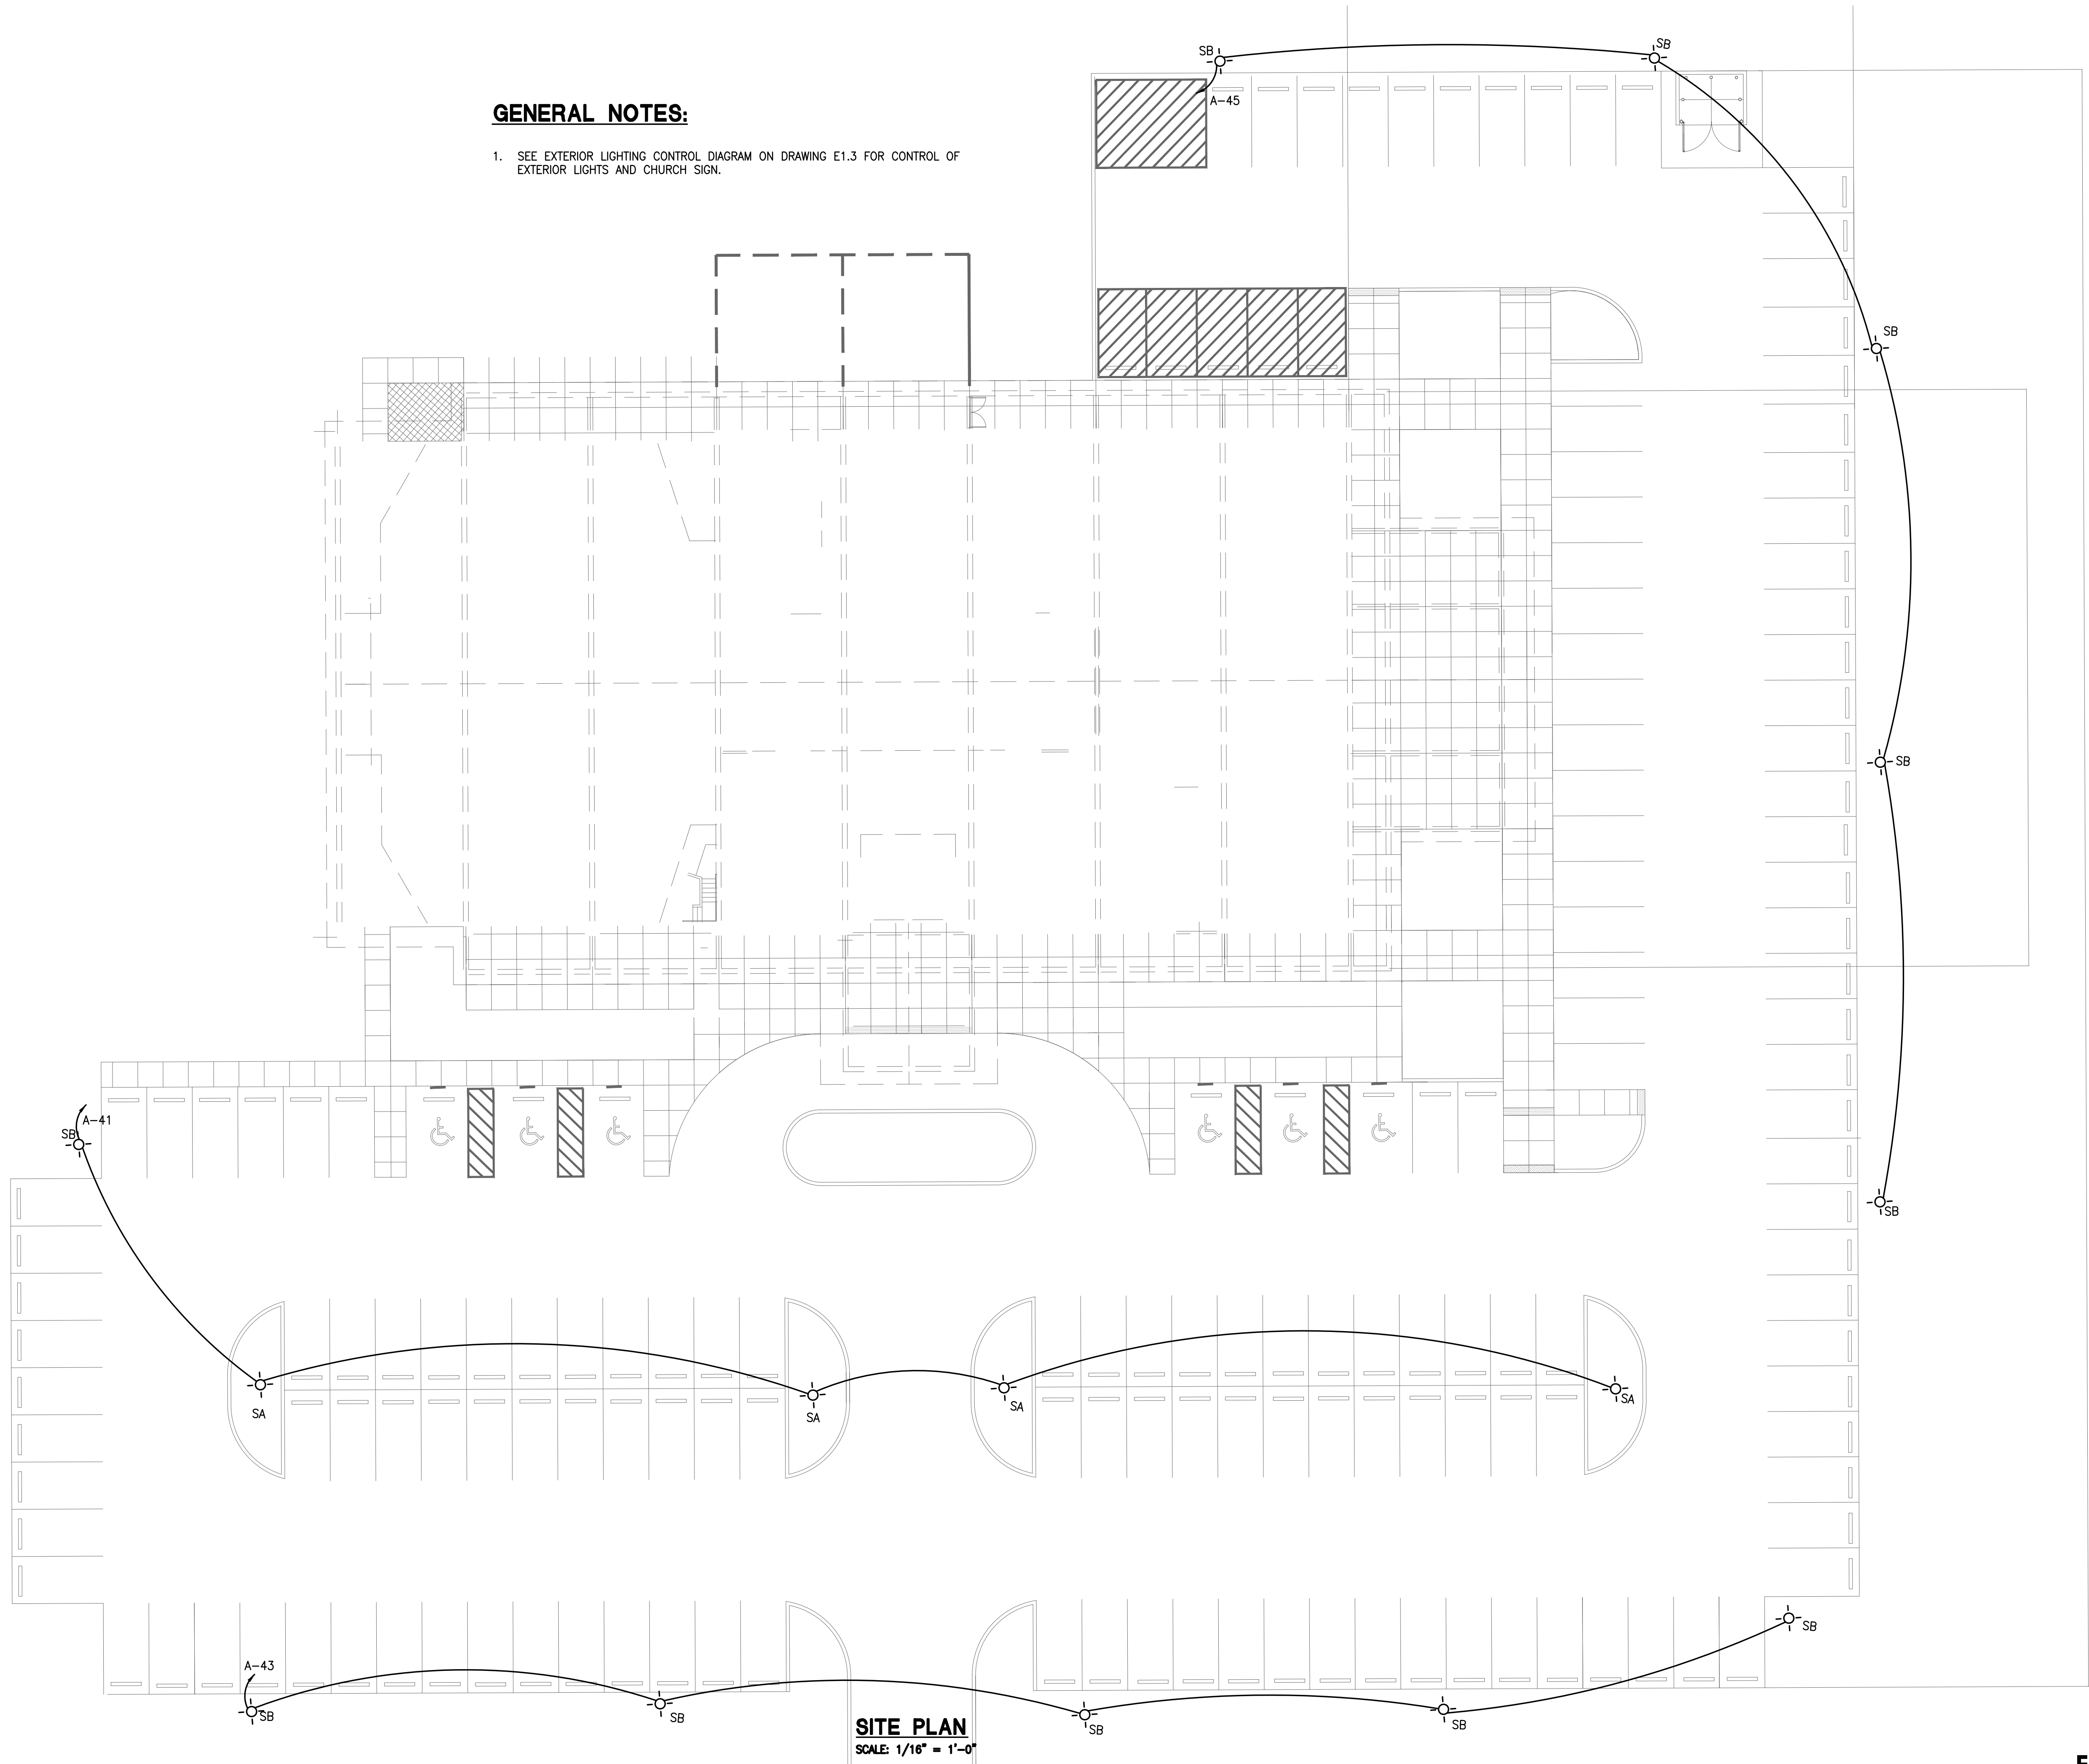 SB
SB
GENERAL NOTES:
A-45
1. SEE EXTERIOR LIGHTING CONTROL DIAGRAM ON DRAWING E1.3 FOR CONTROL OF
EXTERIOR LIGHTS AND CHURCH SIGN.
SB
SB
A-41
SB
SB
SA
SA
SA
SA
SB
A-43
SB
SB
SB
SB
SITE PLAN
SCALE: 1/16" = 1'-0"